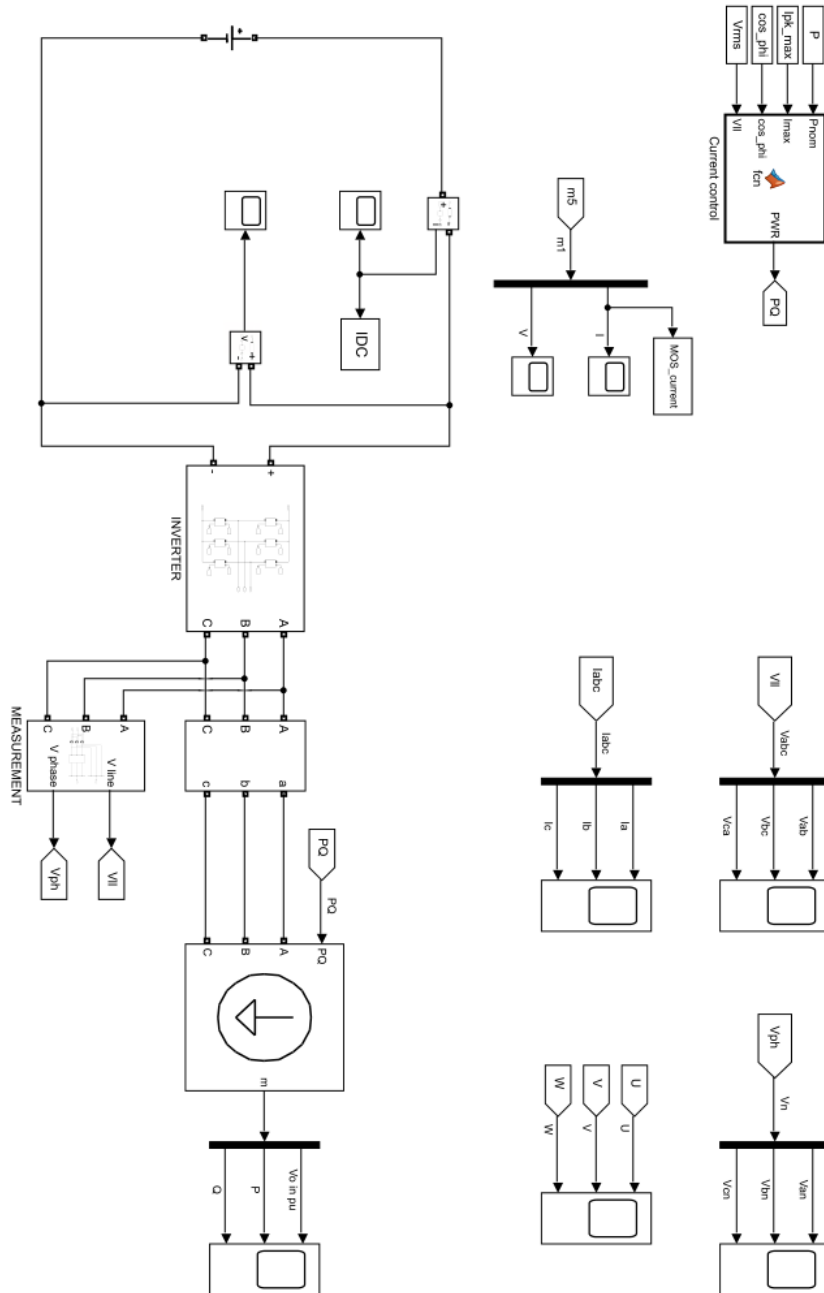 P
Ipk_max
cos_phi
Vrms
Pnom
Imax
cos_phi
Vll
fcn
PWR
Current control
PQ
m5
m1
I
V
MOS_current
Vll
Vabc
Vab
Vbc
Vca
Vph
Vn
Van
Vbn
Vcn
Iabc
Iabc
Ia
Ib
Ic
U
V
W
U
V
W
+
+
-
IDC
+
v
-
+
-
A
B
C
INVERTER
A
B
C
a
b
c
PQ
PQ
PQ
A
B
C
m
Vo in pu
P
Q
A
B
C
V line
V phase
MEASUREMENT
Vll
Vph